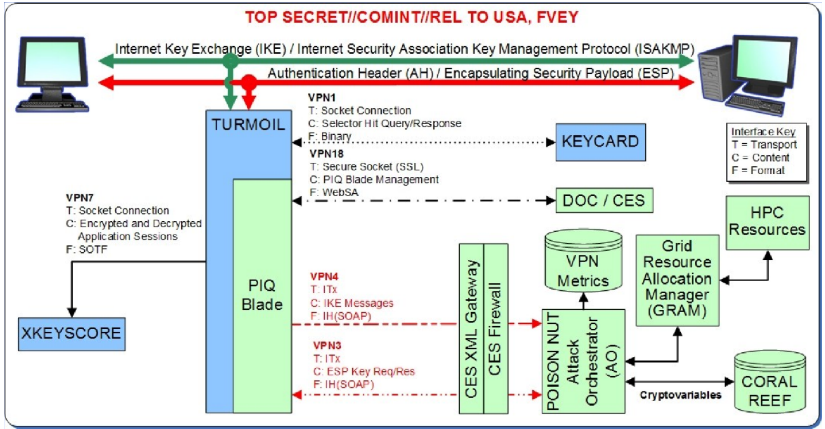 TOP SECRET//COMINT//REL TO USA, FVEY
Internet Key Exchange (IKE) / Internet Security Association Key Management Protocol (ISAKMP)
Authentication Header (AH) / Encapsulating Security Payload (ESP)
TURMOIL
VPN1
T: Socket Connection
C: Selector Hit Query/Response
F: Binary
KEYCARD
Interface Key
T = Transport
C = Content
F = Format
VPN18
T: Secure Socket (SSL)
C: PIQ Blade Management
F: WebSA
DOC / CES
VPN7
T: Socket Connection
C: Encrypted and Decrypted
Application Sessions
F: SOTF
XKEYSCORE
PIQ
Blade
VPN4
T: ITx
C: IKE Messages
F: IH(SOAP)
VPN3
T: ITx
C: ESP Key Req/Res
F: IH(SOAP)
CES XML Gateway
CES Firewall
VPN
Metrics
POISON NUT
Attack
Orchestrator
(AO)
Grid
Resource
Allocation
Manager
(GRAM)
HPC
Resources
Cryptovariables
CORAL
REEF